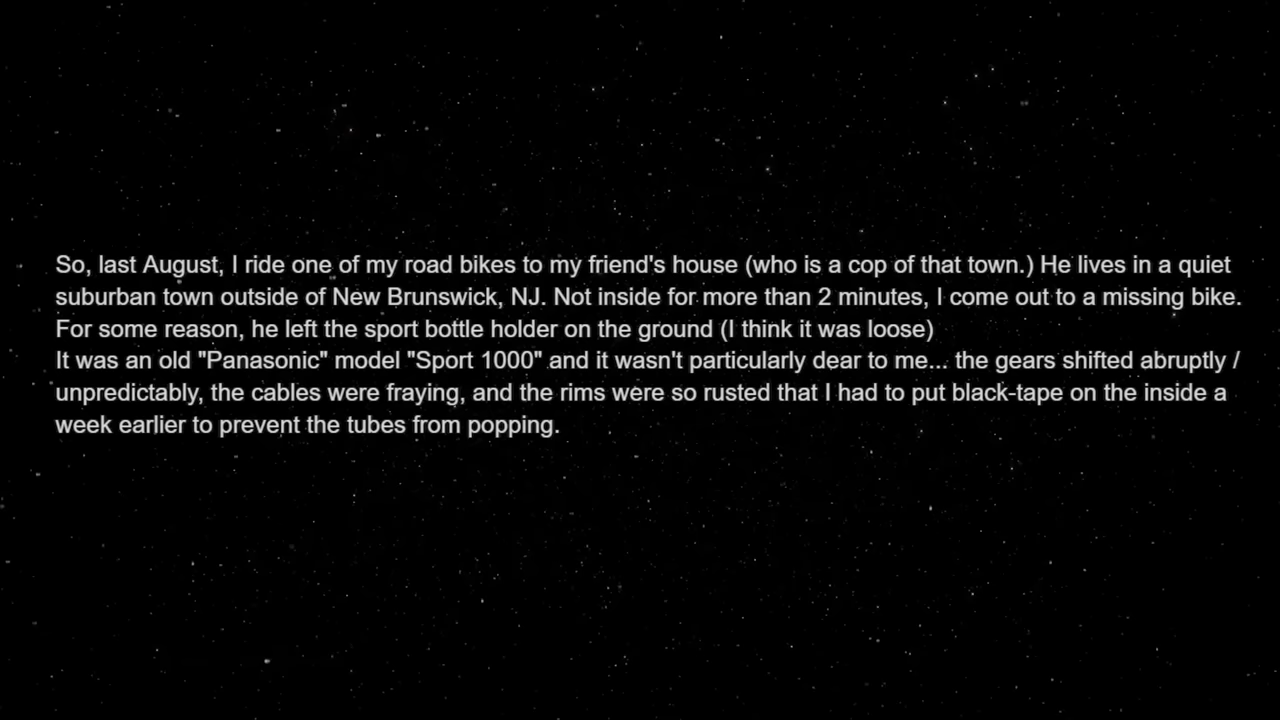 So, last August, I ride one of my road bikes to my friend's house (who is a cop of that town.) He lives in a quiet
suburban town outside of New Brunswick, NJ. Not inside for more than 2 minutes, I come out to a missing bike.
For some reason, he left the sport bottle holder on the ground (I think it was loose)
It was an old "Panasonic" model "Sport 1000" and it wasn't particularly dear to me... the gears shifted abruptly /
unpredictably, the cables were fraying, and the rims were so rusted that I had to put black-tape on the inside a
week earlier to prevent the tubes from popping.